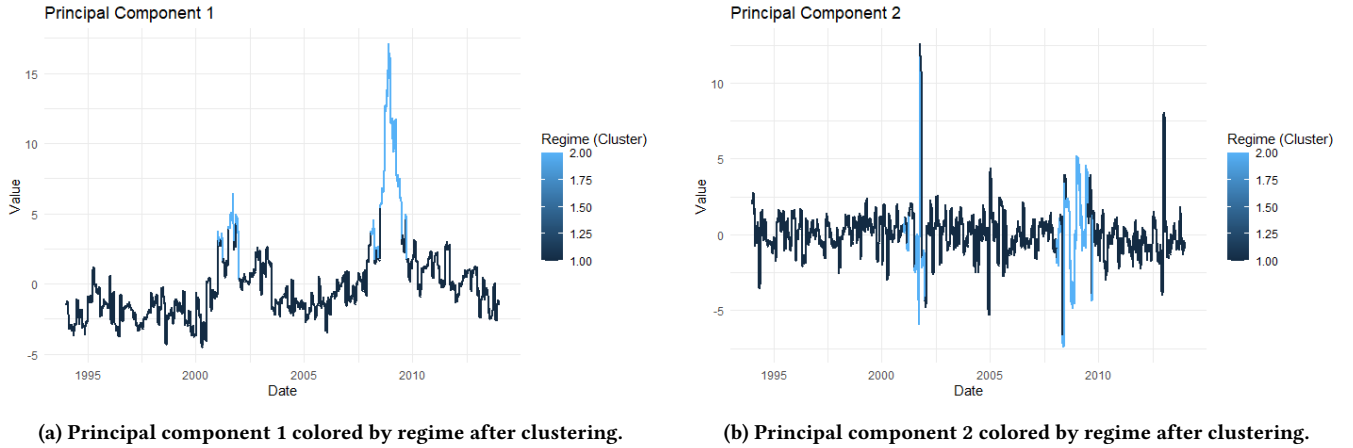 Principal Component 1
Value
15
10
5
0
-5
1995
2000
2005
2010
Date
Regime (Cluster)
2.00
1.75
1.50
1.25
1.00
(a) Principal component 1 colored by regime after clustering.
Principal Component 2
Value
10
5
0
-5
1995
2000
2005
2010
Date
Regime (Cluster)
2.00
1.75
1.50
1.25
1.00
(b) Principal component 2 colored by regime after clustering.